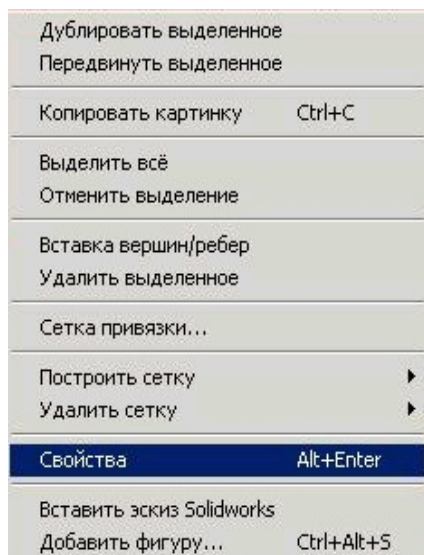 Дублировать выделенное
Передвинуть выделенное
Копировать картинку Ctrl+C
Выделить всё
Отменить выделение
Вставка вершин/ребер
Удалить выделенное
Сетка привязки...
Построить сетку
Удалить сетку
Свойства Alt+Enter
Вставить эскиз Solidworks
Добавить фигуру... Ctrl+Alt+S